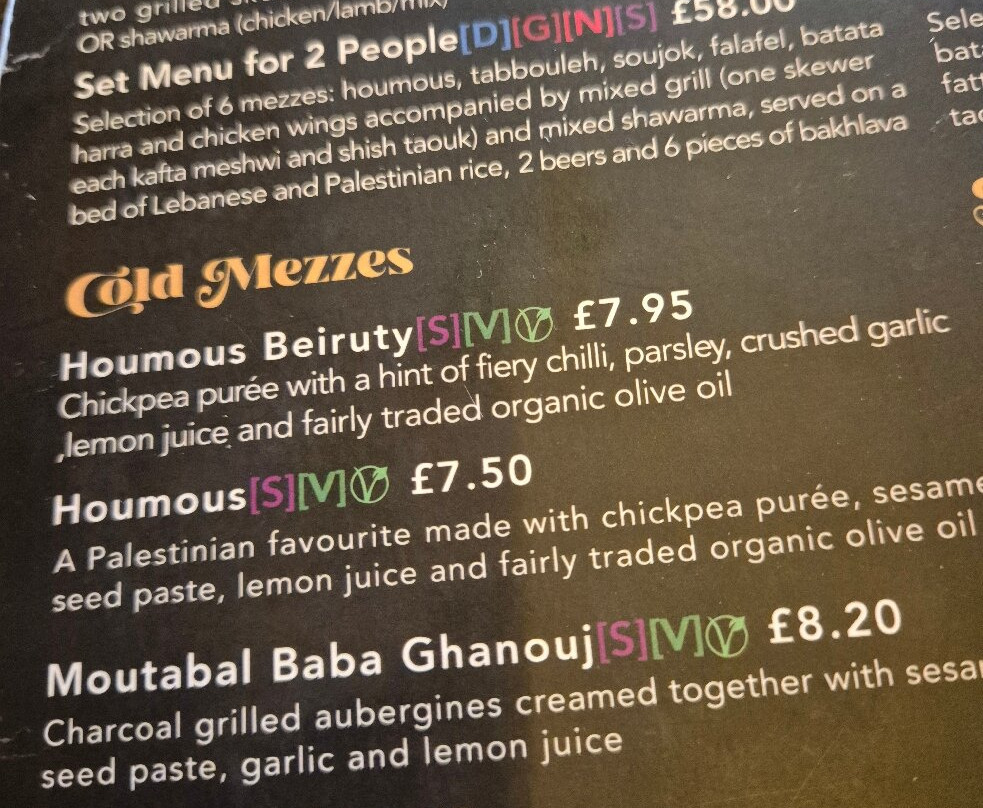 two grilled
OR shawarma (chicken/lamb/mix)
Set Menu for 2 People[D][G][N][S] £58.00
Selection of 6 mezzes: houmous, tabbouleh, soujok, falafel, batata
harra and chicken wings accompanied by mixed grill (one skewer
each kafta meshwi and shish taouk) and mixed shawarma, served on a
bed of Lebanese and Palestinian rice, 2 beers and 6 pieces of bakhlava
Cold Mezzes
Houmous Beiruty[S][V] £7.95
Chickpea purée with a hint of fiery chilli, parsley, crushed garlic
,lemon juice and fairly traded organic olive oil
Houmous[S][V] £7.50
A Palestinian favourite made with chickpea purée, sesame
seed paste, lemon juice and fairly traded organic olive oil
Moutabal Baba Ghanouj[S][V] £8.20
Charcoal grilled aubergines creamed together with
seed paste, garlic and lemon juice